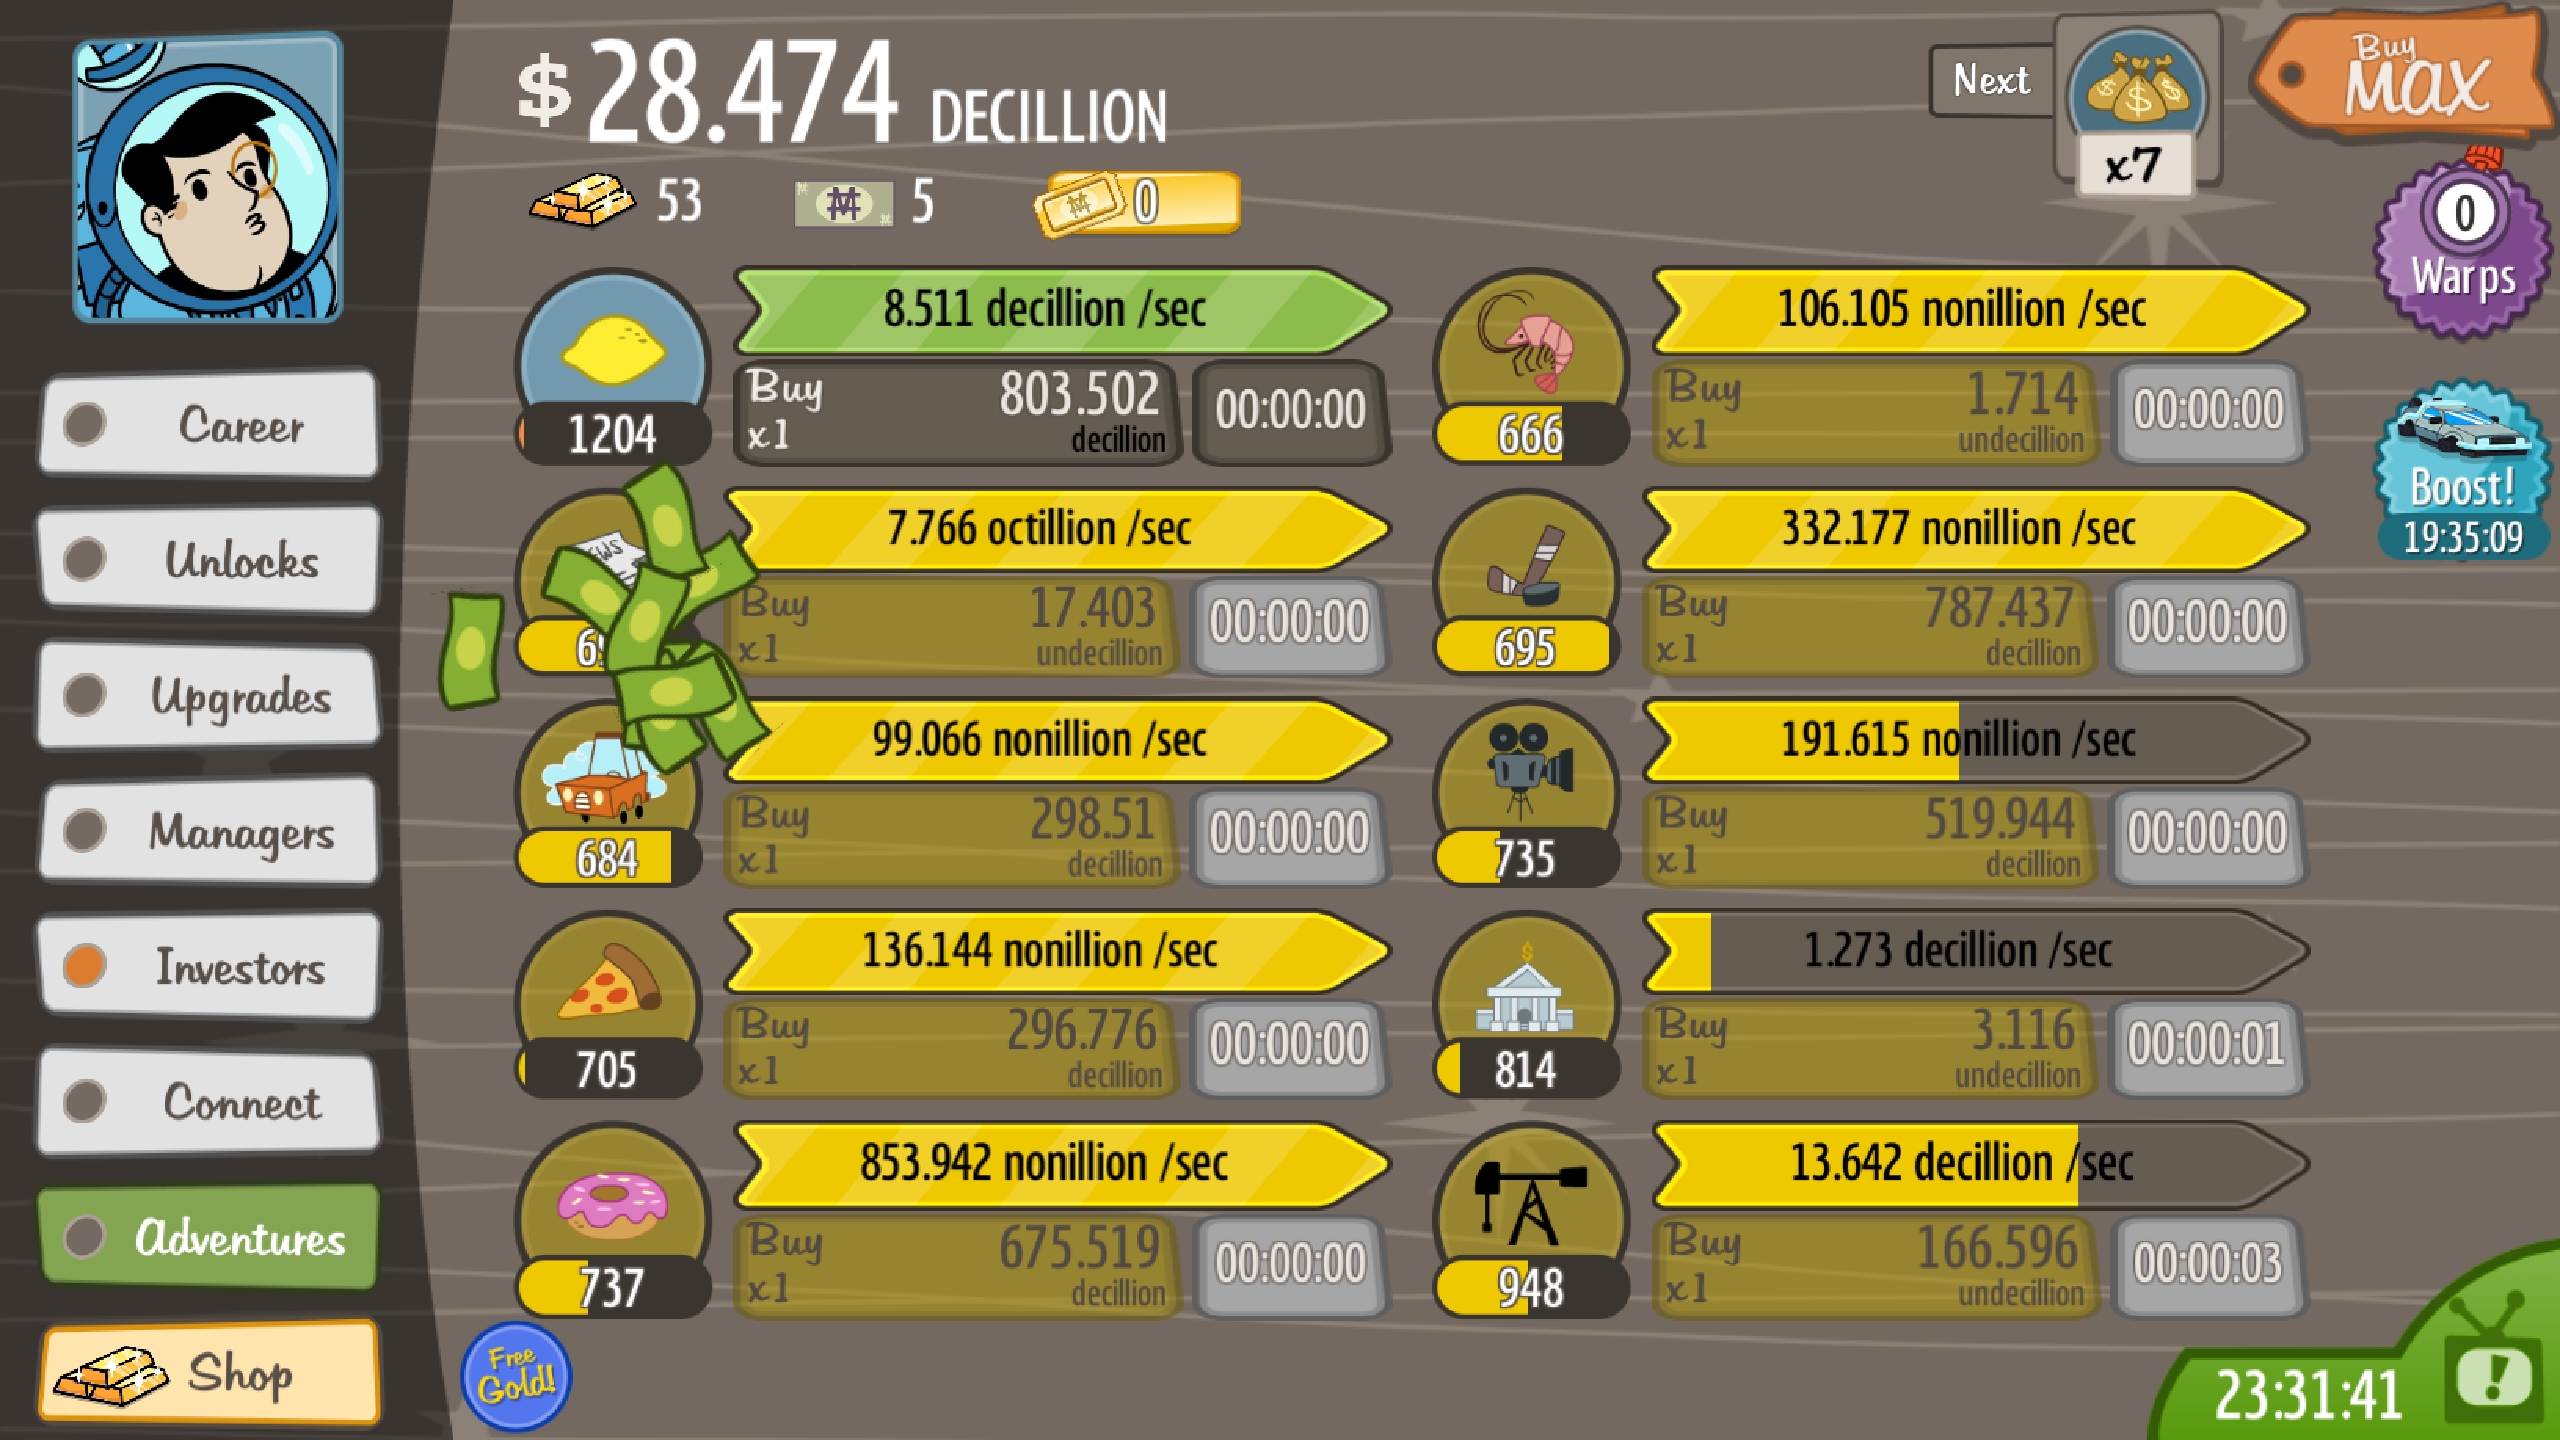 $ 28.474 DECILLION
Next
x7
Buy
MAX
53
5
0
0
Warps
Boost!
19:35:09
Career
Unlocks
Upgrades
Managers
Investors
Connect
Adventures
Shop
8.511 decillion /sec
1204
Buy 803.502
x1 decillion
00:00:00
7.766 octillion /sec
Buy 17.403
x1 undecillion
00:00:00
99.066 nonillion /sec
684
Buy 298.51
x1 decillion
00:00:00
136.144 nonillion /sec
705
Buy 296.776
x1 decillion
00:00:00
853.942 nonillion /sec
737
Buy 675.519
x1 decillion
00:00:00
106.105 nonillion /sec
666
Buy 1.714
x1 undecillion
00:00:00
332.177 nonillion /sec
695
Buy 787.437
x1 decillion
00:00:00
191.615 nonillion /sec
735
Buy 519.944
x1 decillion
00:00:00
1.273 decillion /sec
814
Buy 3.116
x1 undecillion
00:00:01
13.642 decillion /sec
948
Buy 166.596
x1 undecillion
00:00:03
Free
Gold!
23:31:41